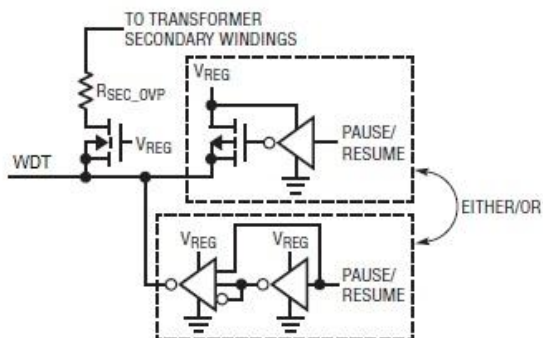 TO TRANSFORMER
SECONDARY WINDINGS
RSEC_OVP
VREG
WDT
VREG
PAUSE/
RESUME
EITHER/OR
VREG
VREG
PAUSE/
RESUME